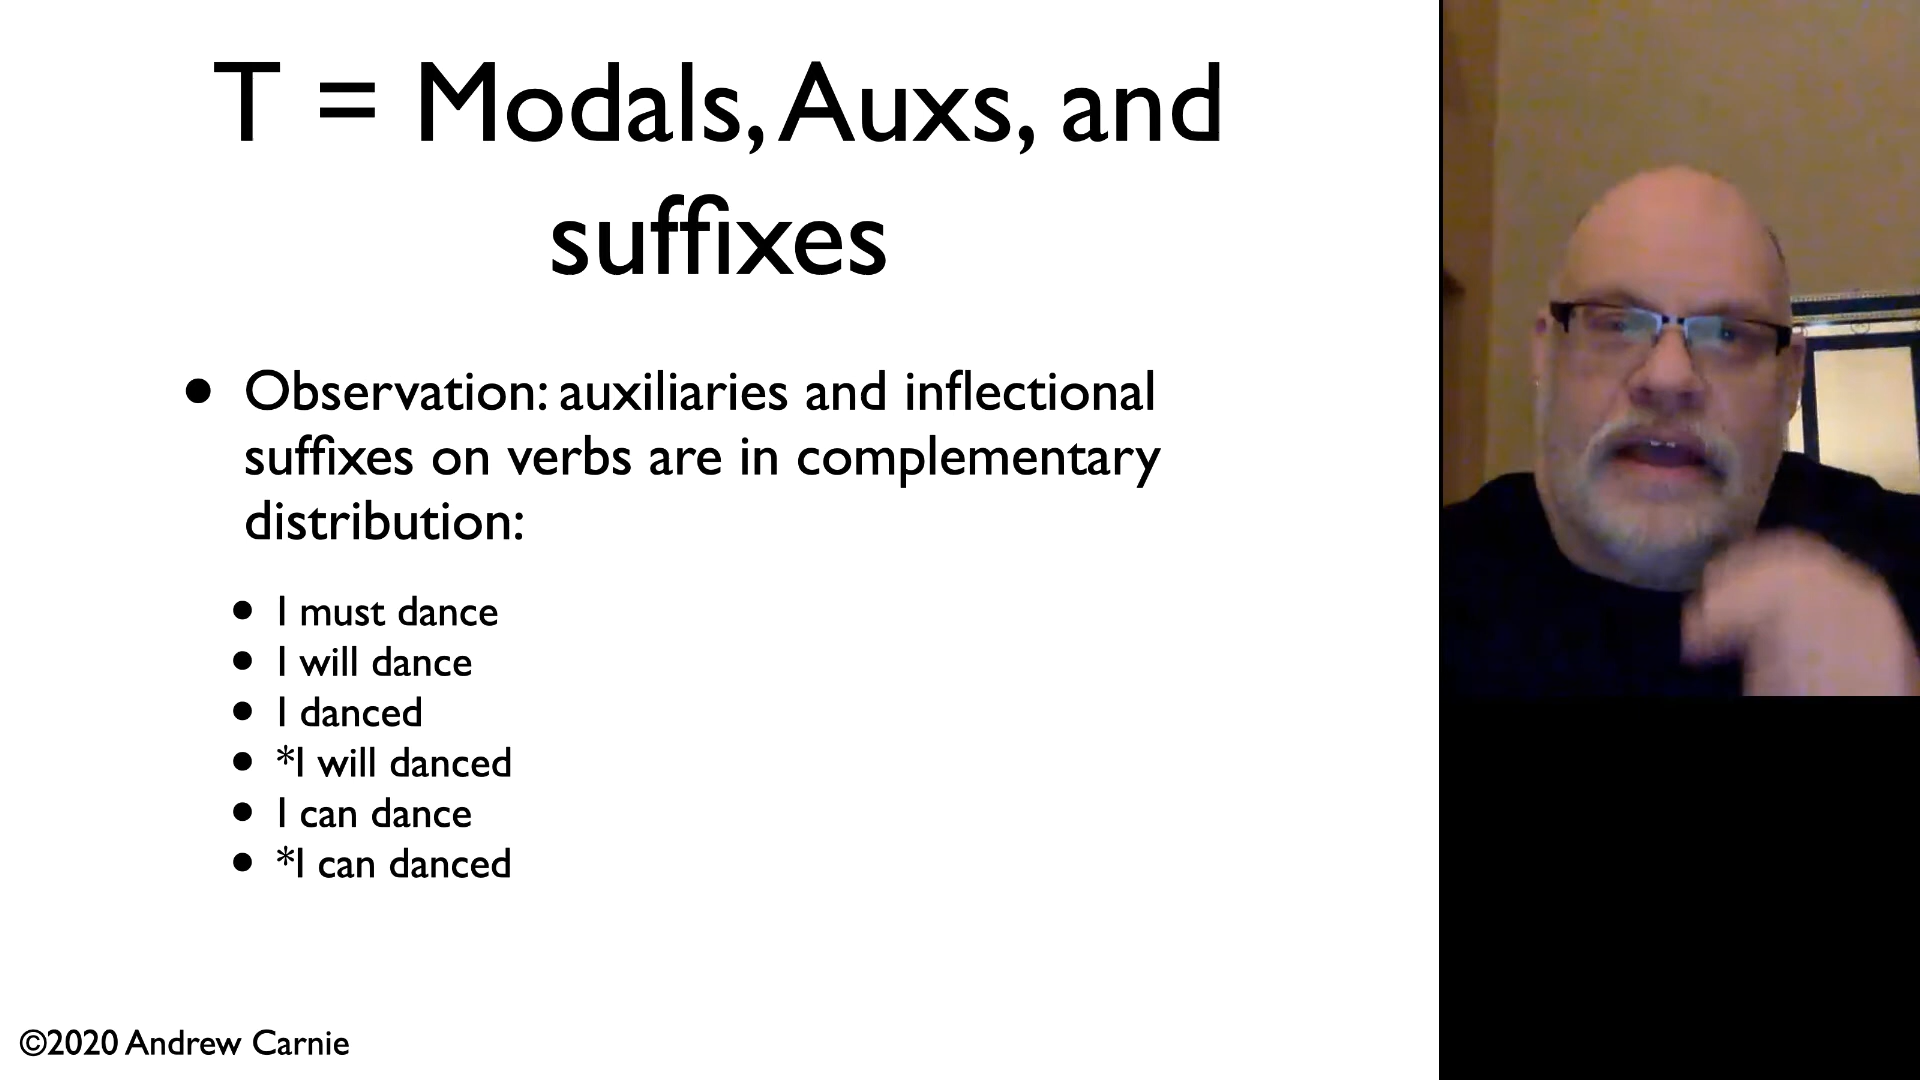 T = Modals, Auxs, and
suffixes
• Observation: auxiliaries and inflectional
suffixes on verbs are in complementary
distribution:
• I must dance
• I will dance
• I danced
• *I will danced
• I can dance
• *I can danced
©2020 Andrew Carnie